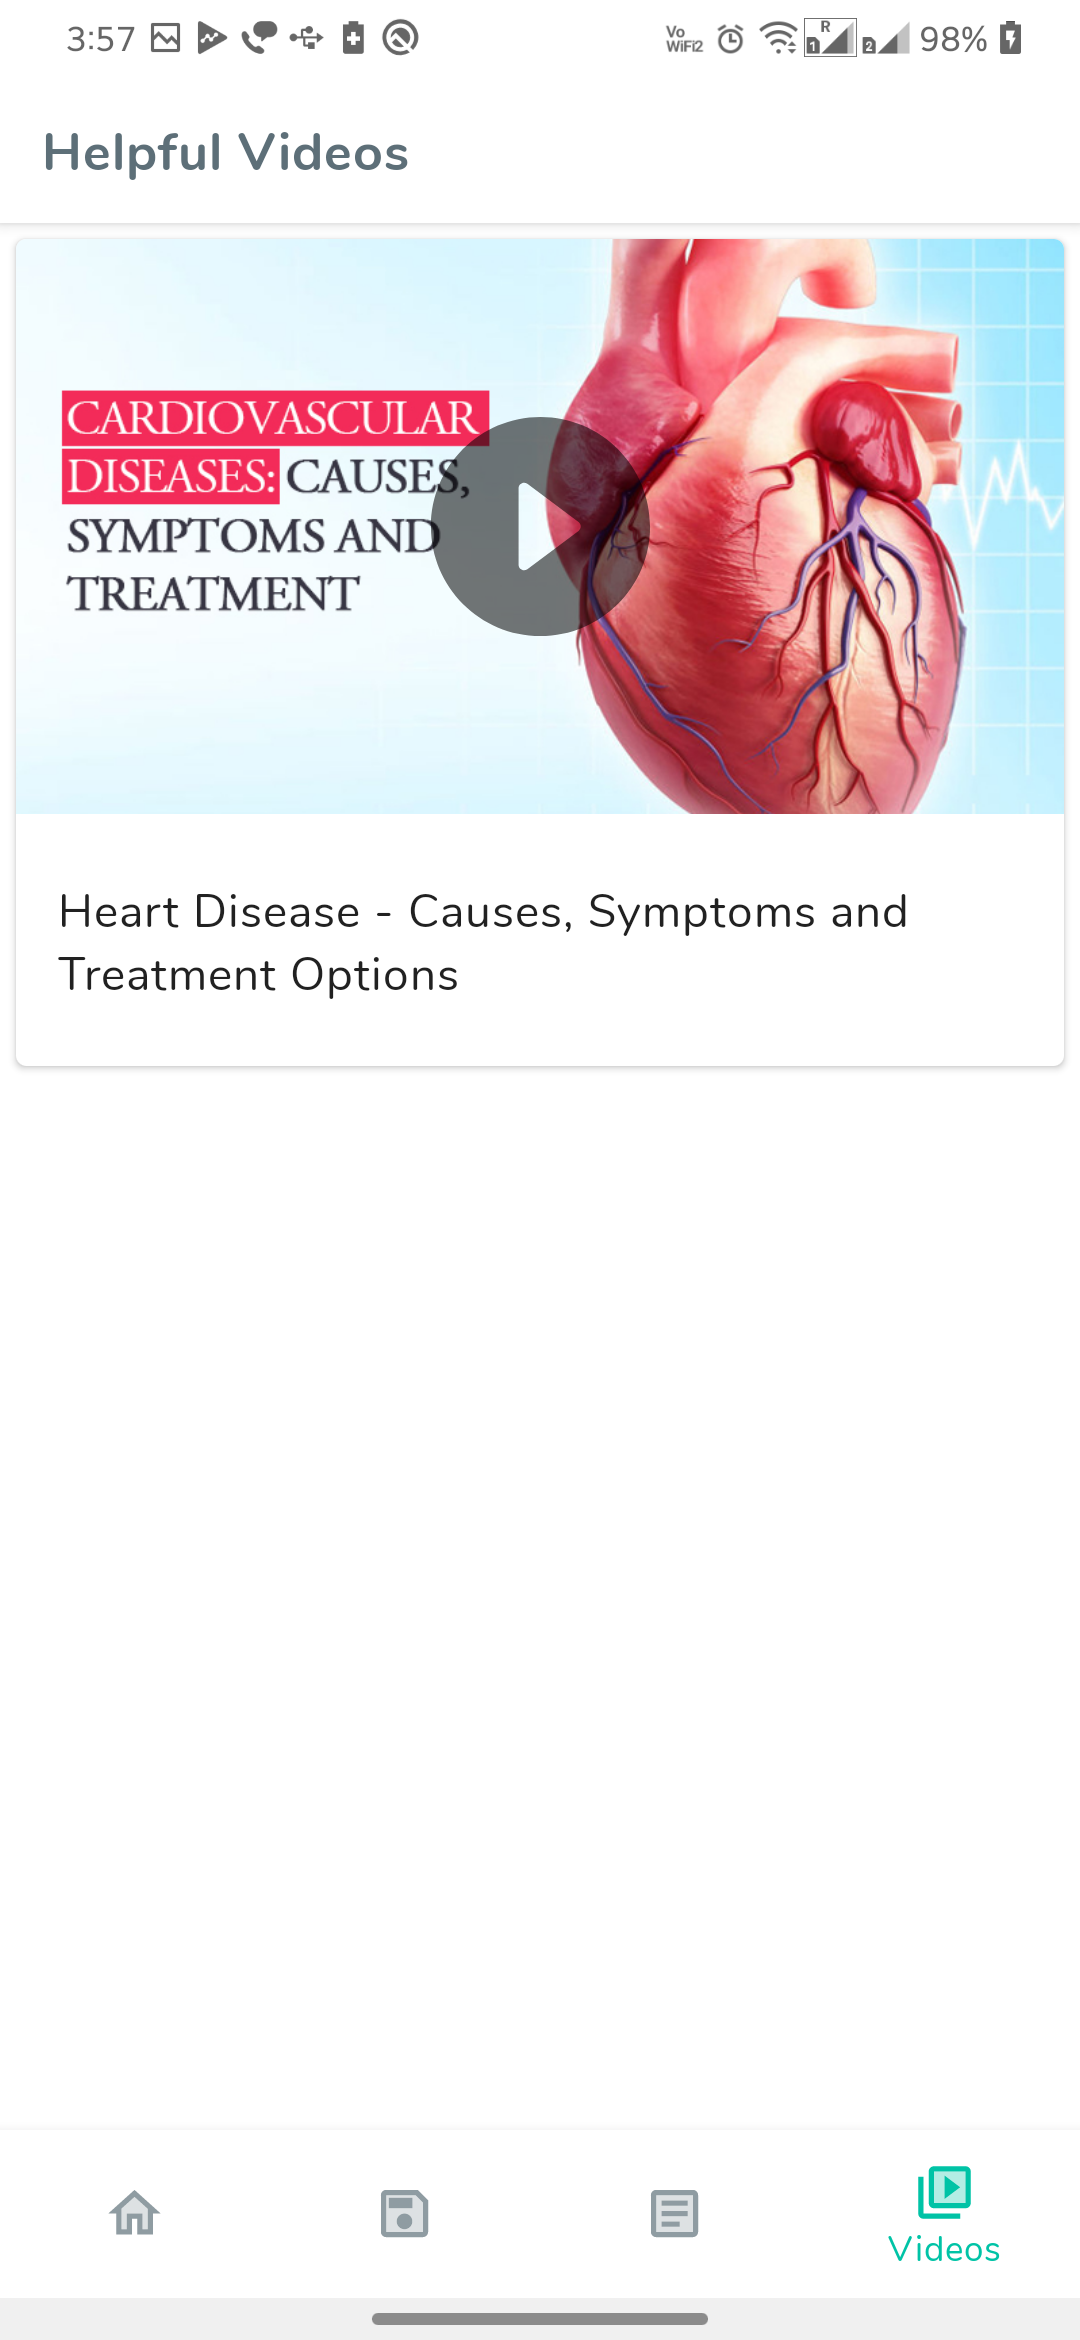 3:57
Vo WiFi2 R 1 2 98%
Helpful Videos
CARDIOVASCULAR
DISEASES: CAUSES,
SYMPTOMS AND
TREATMENT
Heart Disease - Causes, Symptoms and
Treatment Options
Videos